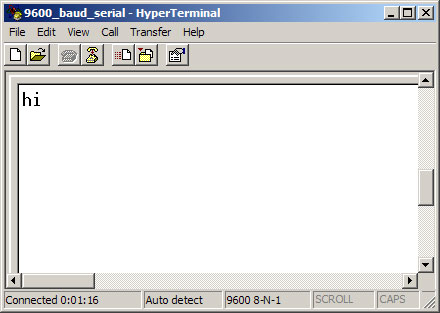 9600_baud_serial - HyperTerminal
File Edit View Call Transfer Help
hi
Connected 0:01:16 Auto detect 9600 8-N-1 SCROLL CAPS